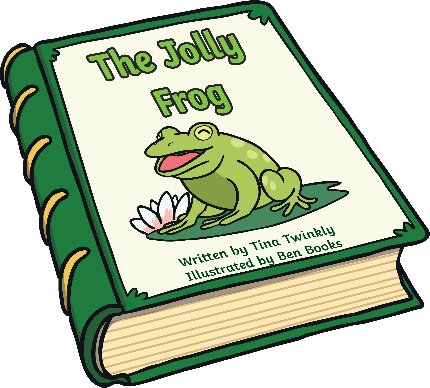 The Jolly
Frog
Written by Tina Twinkly
Illustrated by Ben Books